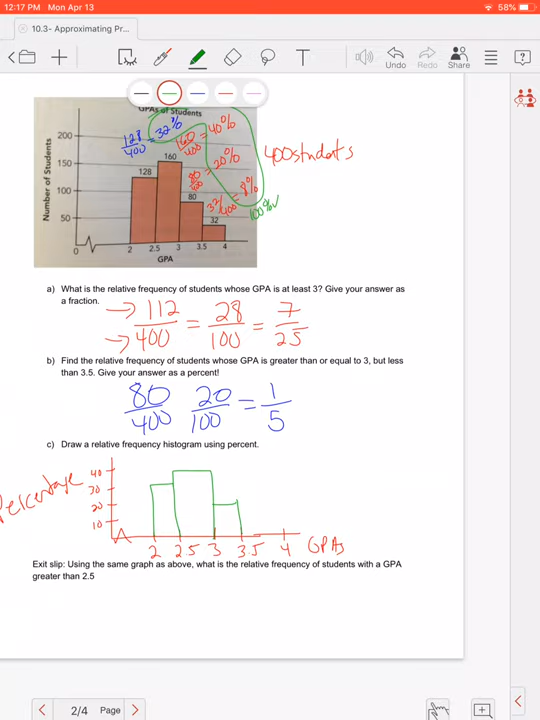 12:17 PM Mon Apr 13
58%
10.3- Approximating Pr...
T
Undo
Redo
Share
GPAs of Students
Number of Students
200
150
100
50
0
128
160
80
32
2 2.5 3 3.5 4
GPA
128/400 = 32%
160/400 = 40%
80/400 = 20%
32/400 = 8%
100%✓
400 students
a) What is the relative frequency of students whose GPA is at least 3? Give your answer as
a fraction.
→ 112 / → 400 = 28/100 = 7/25
b) Find the relative frequency of students whose GPA is greater than or equal to 3, but less
than 3.5. Give your answer as a percent!
80/400 20/100 = 1/5
c) Draw a relative frequency histogram using percent.
Percentage
40
30
20
10
2 2.5 3 3.5 4 GPAs
Exit slip: Using the same graph as above, what is the relative frequency of students with a GPA
greater than 2.5
2/4 Page